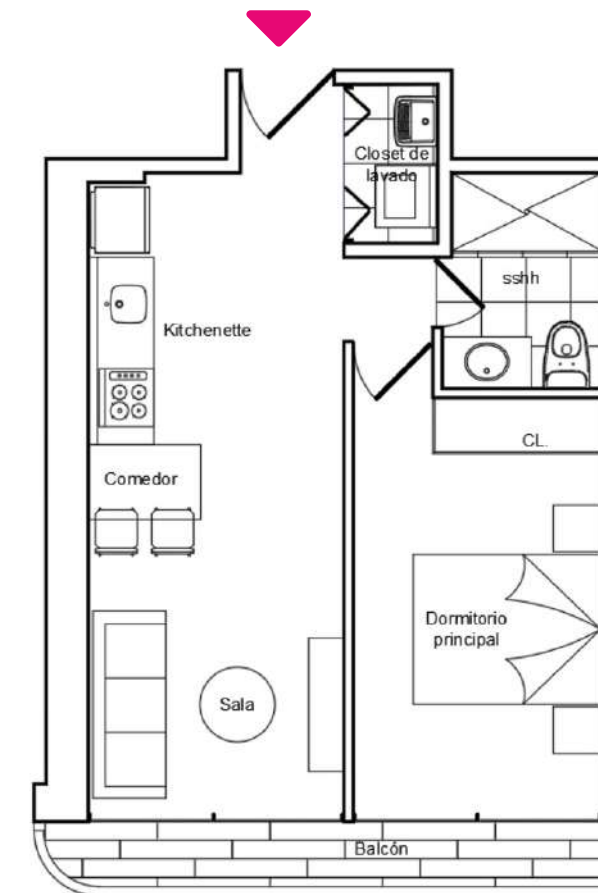 Closet de
lavado
sshh
Kitchenette
CL.
Comedor
Dormitorio
principal
Sala
Balcón